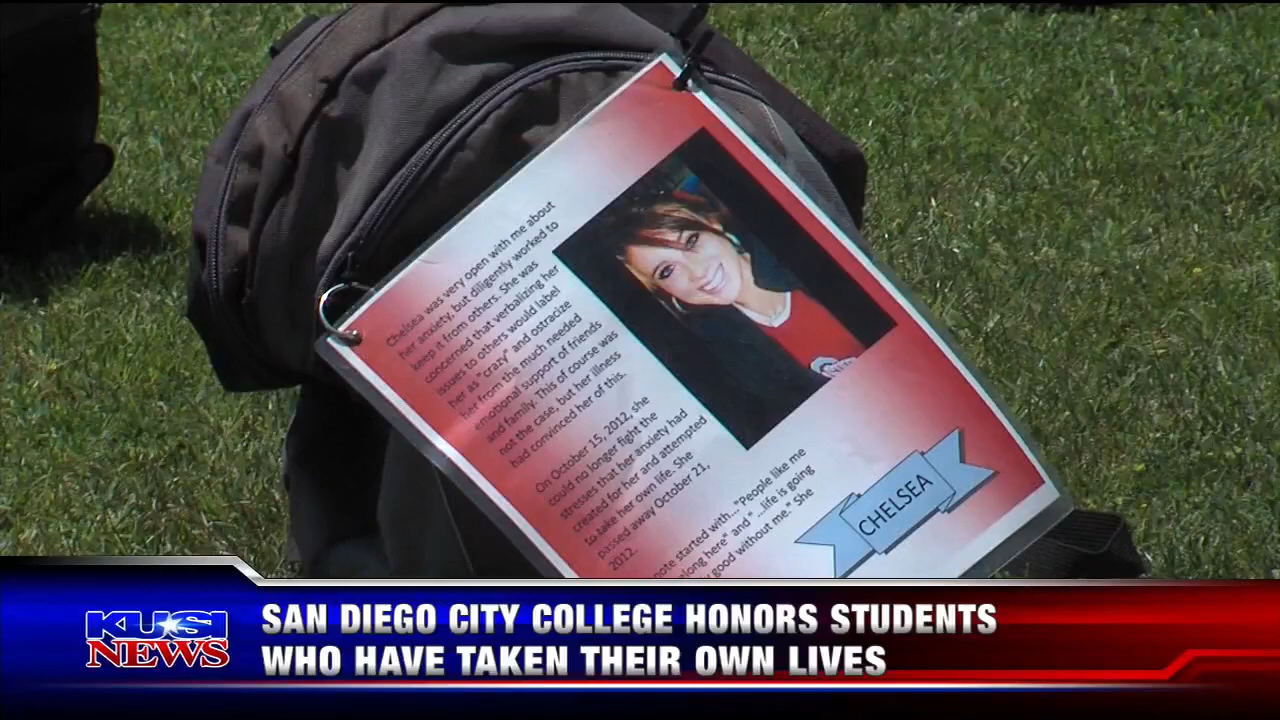 Chelsea was very open with me about
her anxiety, but diligently worked to
keep it from others. She was
concerned that verbalizing her
issues to others would label
her as "crazy" and ostracize
her from the much needed
emotional support of friends
and family. This of course was
not the case, but her illness
had convinced her of this.
On October 15, 2012, she
could no longer fight the
stresses that her anxiety had
created for her and attempted
to take her own life. She
passed away October 21,
2012.
note started with..."People like me
here" and "...life is going
good without me." She
CHELSEA
KUSI
NEWS
SAN DIEGO CITY COLLEGE HONORS STUDENTS
WHO HAVE TAKEN THEIR OWN LIVES